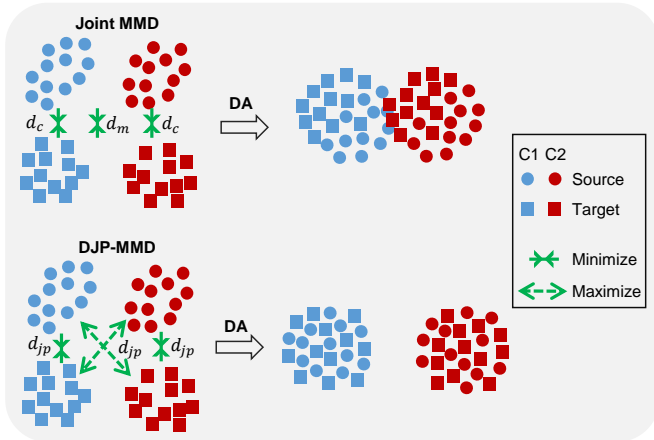 Joint MMD
d_c d_m d_c
DA
C1 C2
Source
Target
Minimize
Maximize
DJP-MMD
d_jp d_jp d_jp
DA